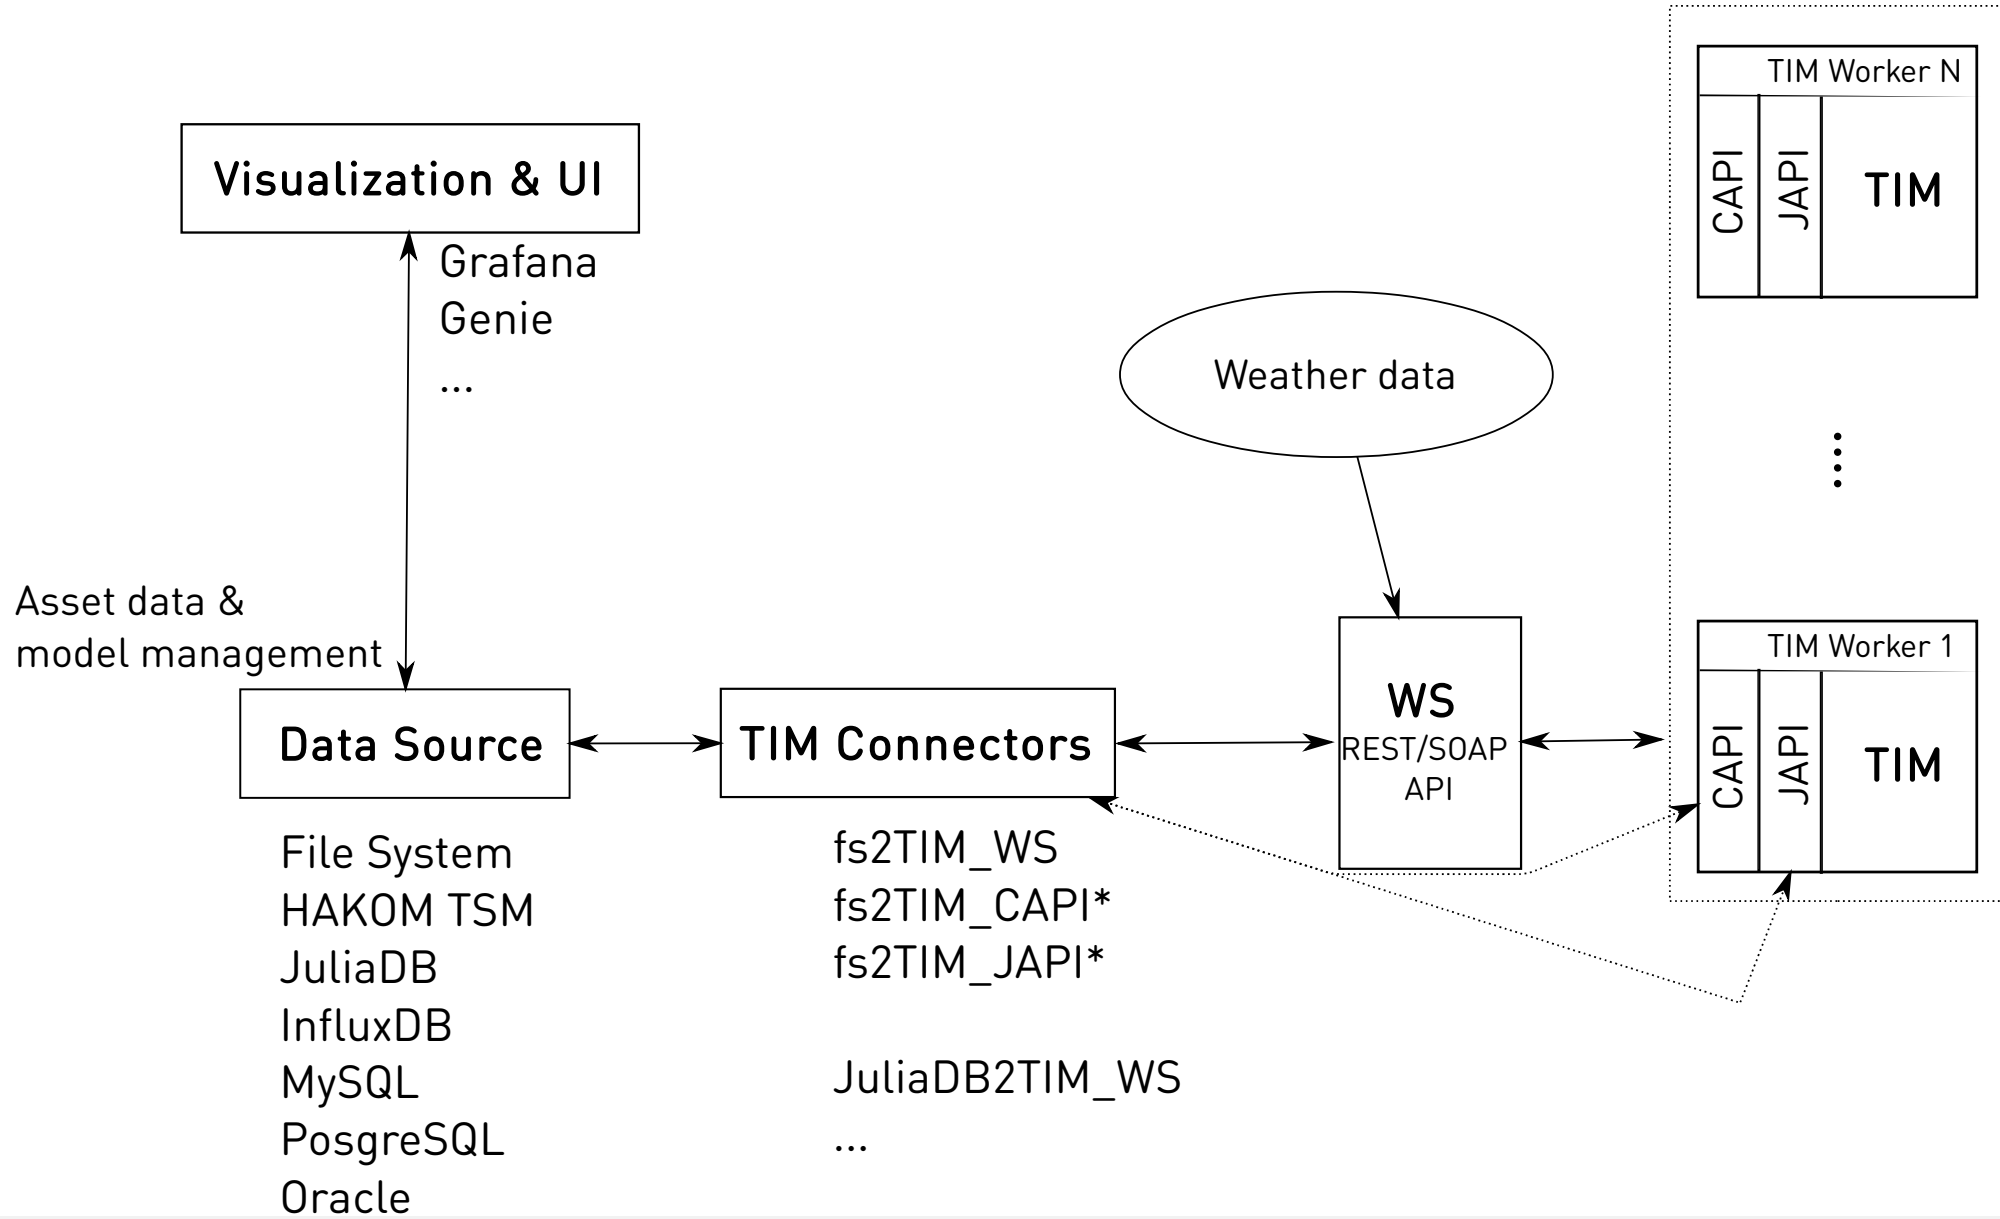 TIM Worker N
CAPI
JAPI
TIM
Visualization & UI
Grafana
Genie
...
Weather data
....
Asset data &
model management
Data Source
TIM Connectors
WS
REST/SOAP
API
TIM Worker 1
CAPI
JAPI
TIM
File System
HAKOM TSM
JuliaDB
InfluxDB
MySQL
PosgreSQL
Oracle
fs2TIM_WS
fs2TIM_CAPI*
fs2TIM_JAPI*
JuliaDB2TIM_WS
...